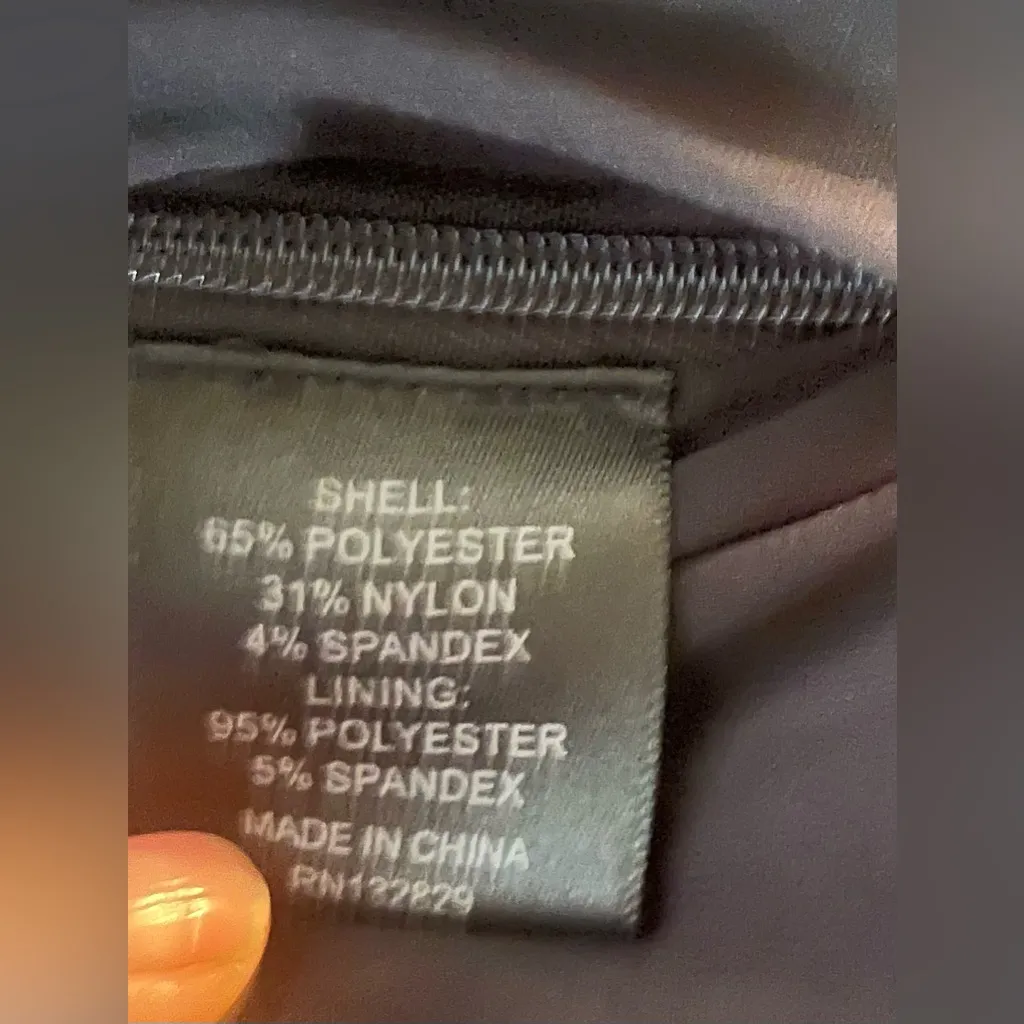 SHELL:
65% POLYESTER
31% NYLON
4% SPANDEX
LINING:
95% POLYESTER
5% SPANDEX
MADE IN CHINA
RN132829